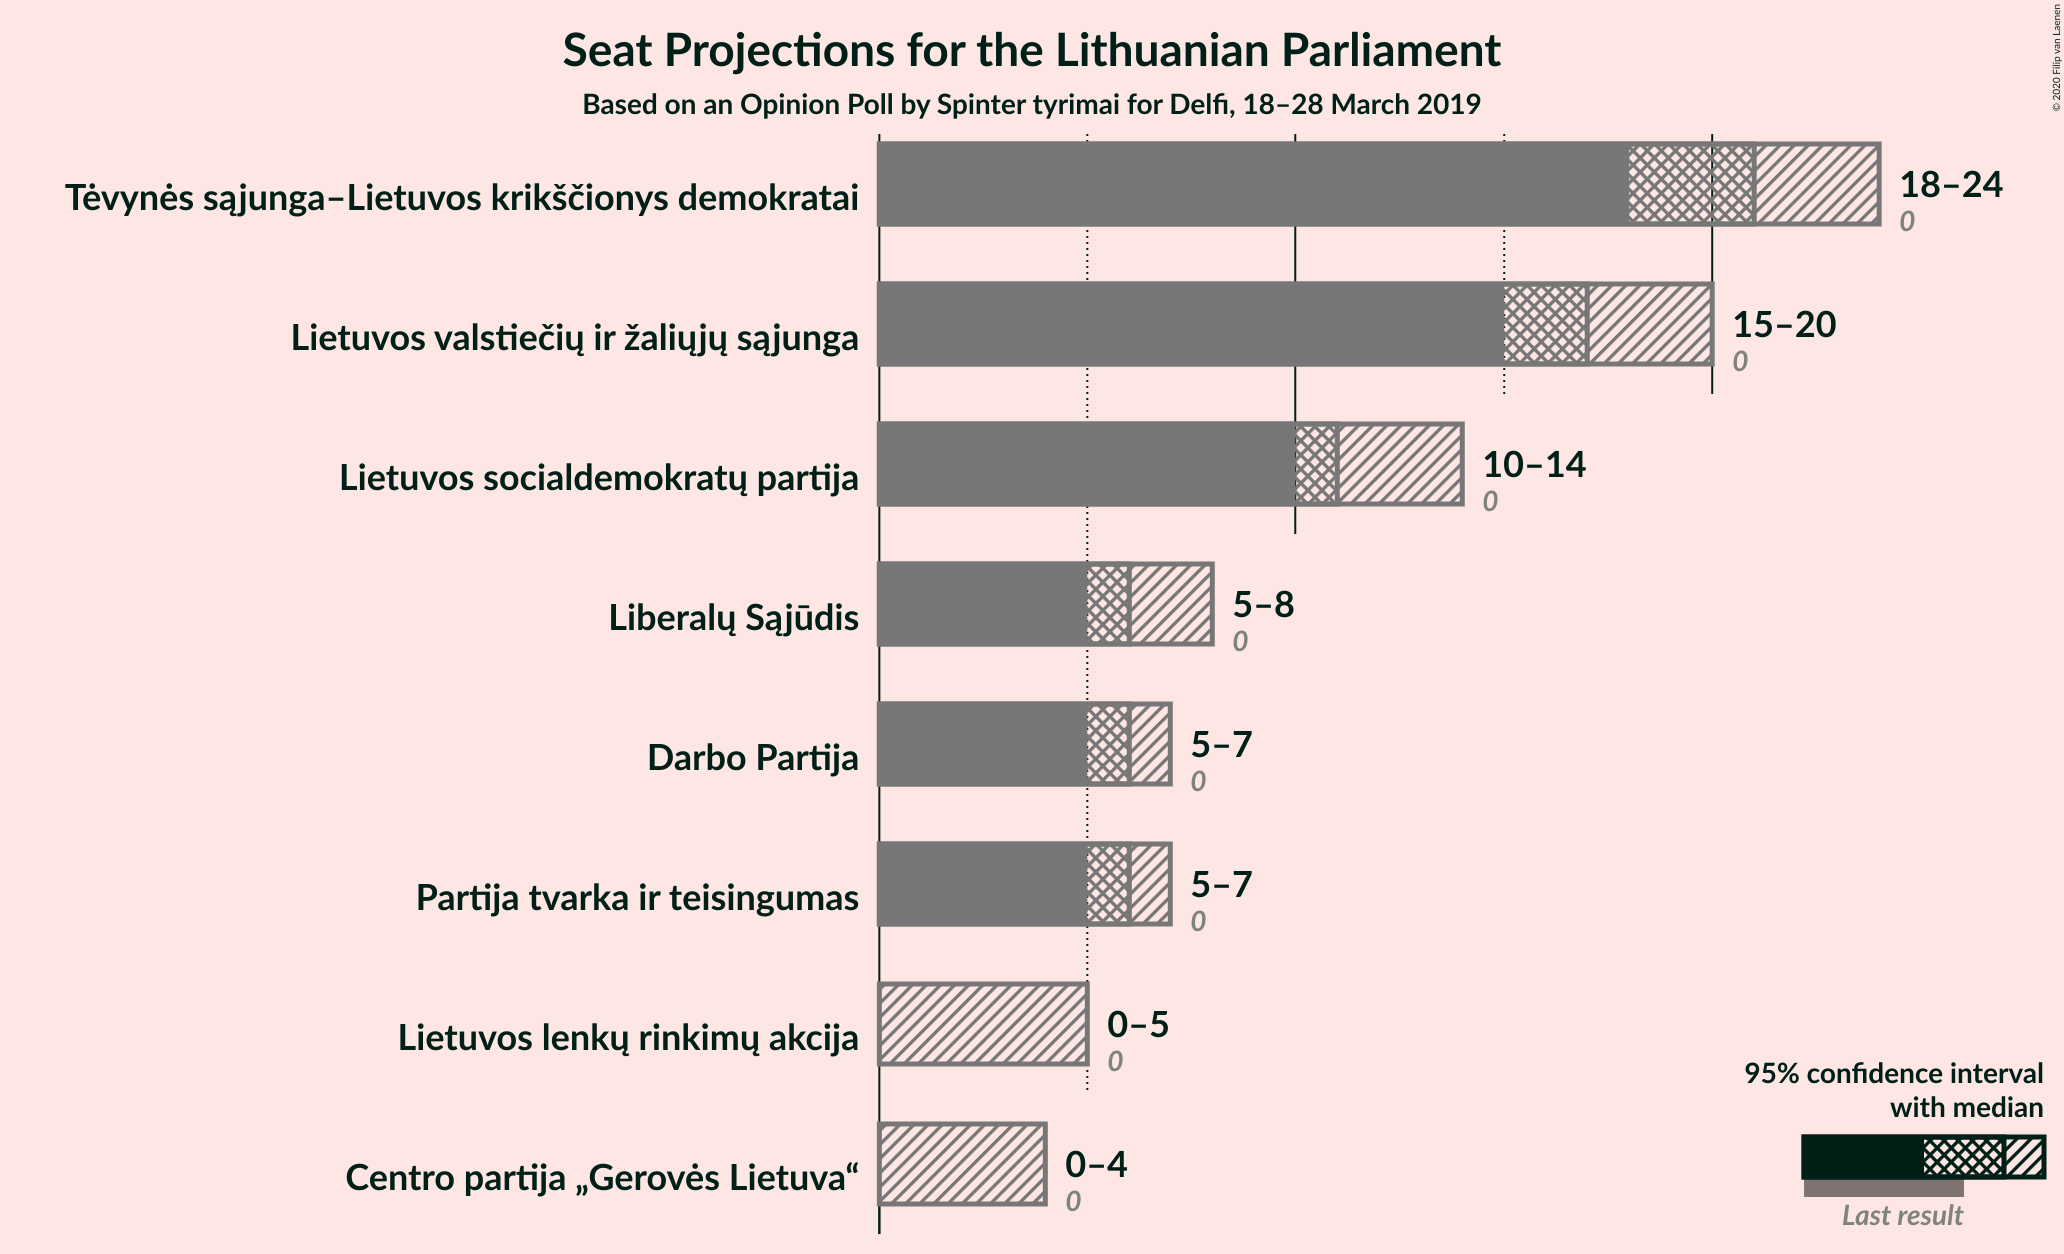 Seat Projections for the Lithuanian Parliament
Based on an Opinion Poll by Spinter tyrimai for Delfi, 18–28 March 2019
© 2020 Filip van Laenen
Tėvynės sąjunga–Lietuvos krikščionys demokratai
18–24
0
Lietuvos valstiečių ir žaliųjų sąjunga
15–20
0
Lietuvos socialdemokratų partija
10–14
0
Liberalų Sąjūdis
5–8
0
Darbo Partija
5–7
0
Partija tvarka ir teisingumas
5–7
0
Lietuvos lenkų rinkimų akcija
0–5
0
Centro partija „Gerovės Lietuva“
0–4
0
95% confidence interval
with median
Last result